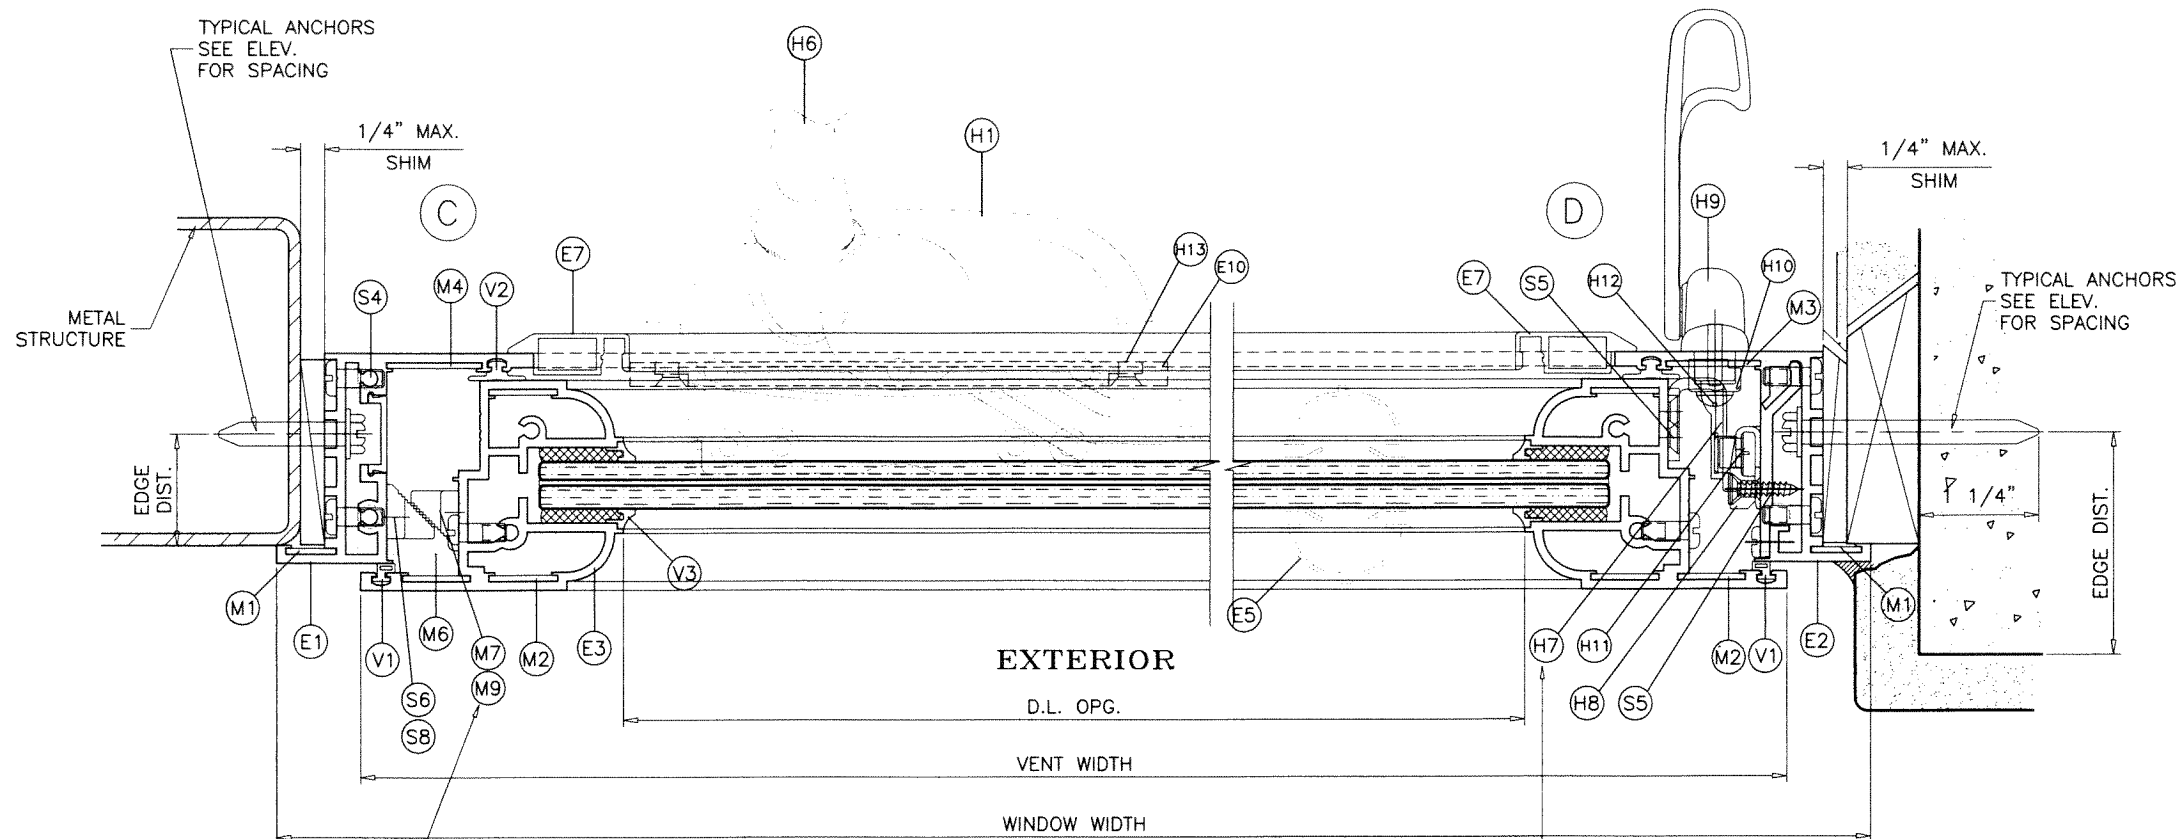 TYPICAL ANCHORS
SEE ELEV.
FOR SPACING
H6
1/4" MAX.
SHIM
H1
1/4" MAX.
SHIM
C
D
H9
E7
H13
E10
E7
S5
H12
H10
M3
S4
M4
V2
METAL
STRUCTURE
TYPICAL ANCHORS
SEE ELEV.
FOR SPACING
EDGE
DIST.
1 1/4"
EDGE DIST.
M1
E1
V1
M6
M7
M9
M2
E3
V3
S6
S8
E5
H7
H11
H8
S5
M2
V1
E2
M1
EXTERIOR
D.L. OPG.
VENT WIDTH
WINDOW WIDTH